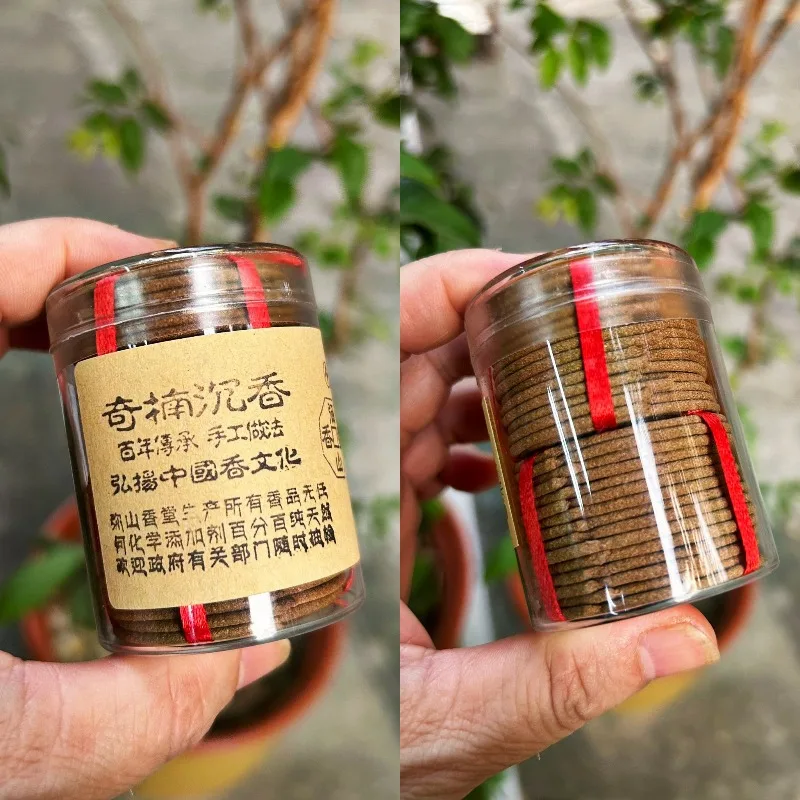 奇楠沉香
百年傳承 手工做法
弘揚中國香文化
弥山香堂生产所有香品无任
何化学添加剂百分百纯天然
欢迎政府有关部门随时抽